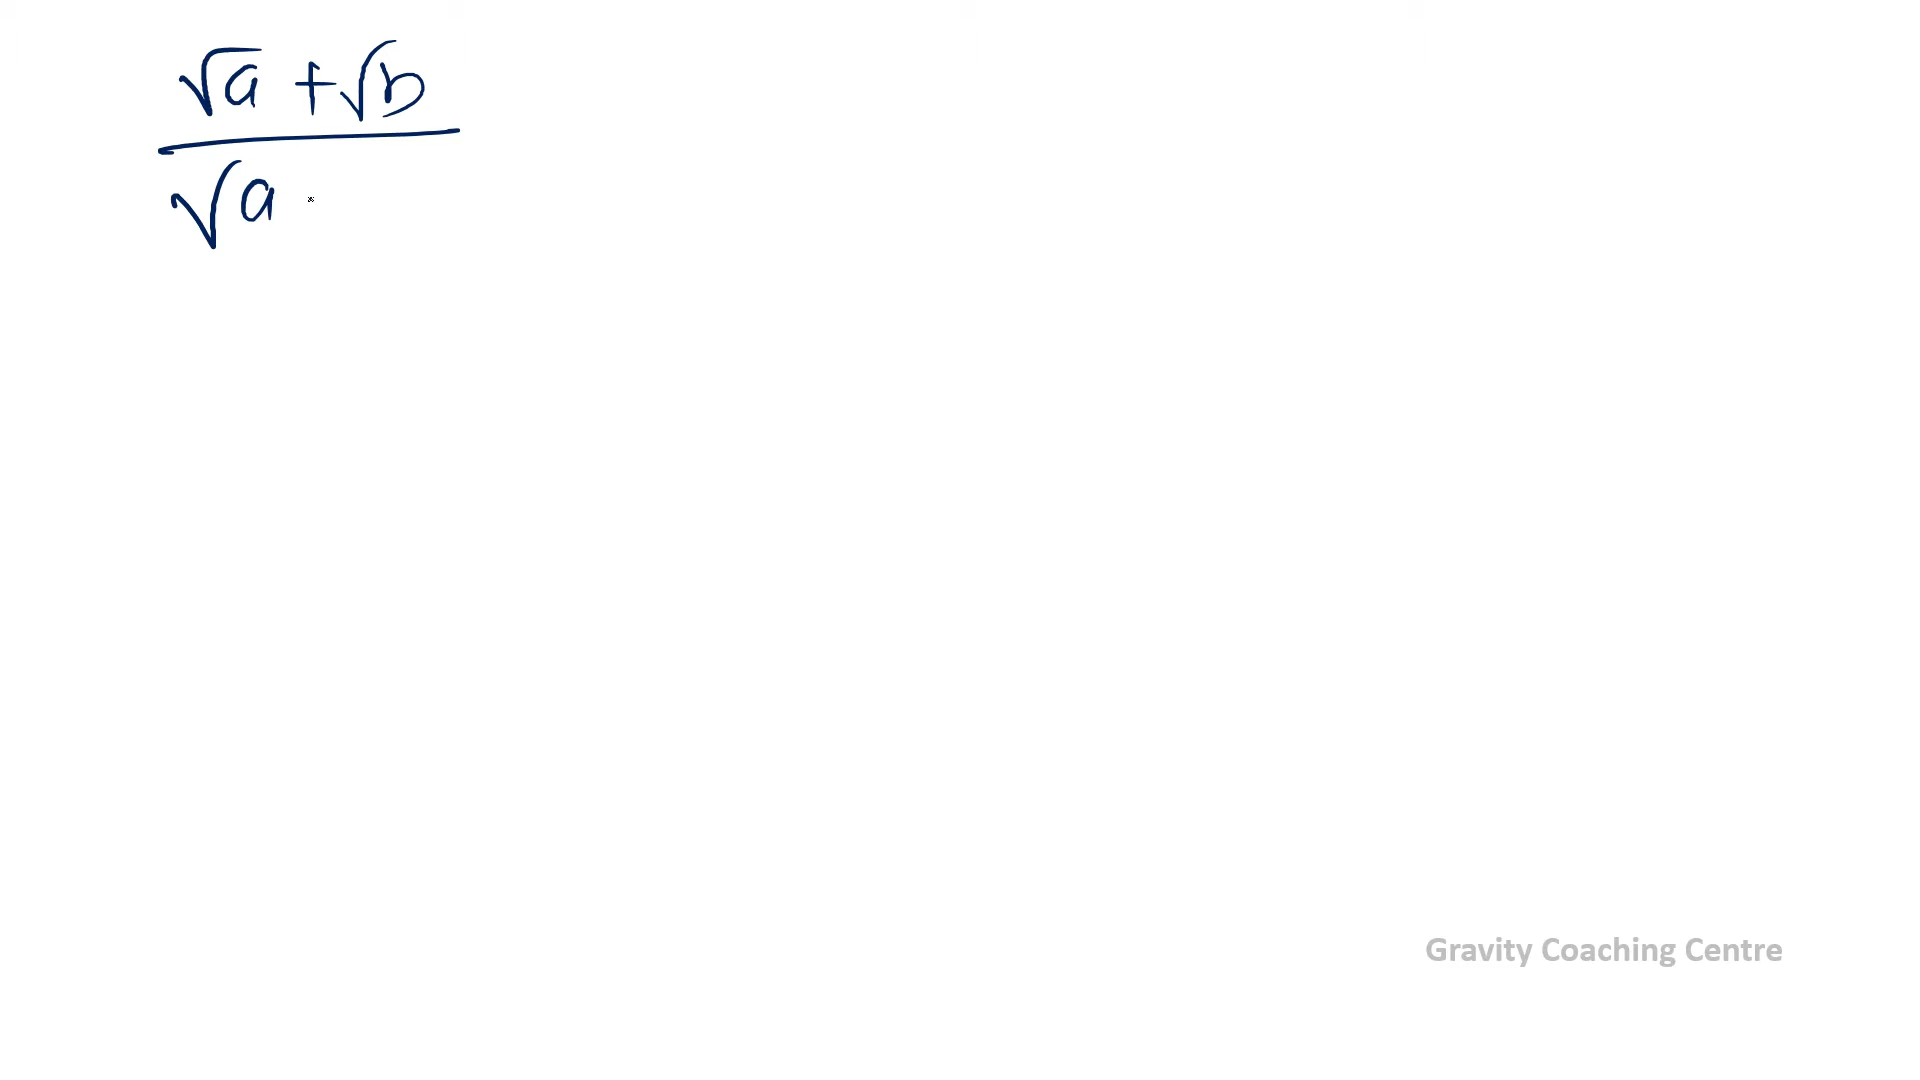 √a + √b
√a
Gravity Coaching Centre